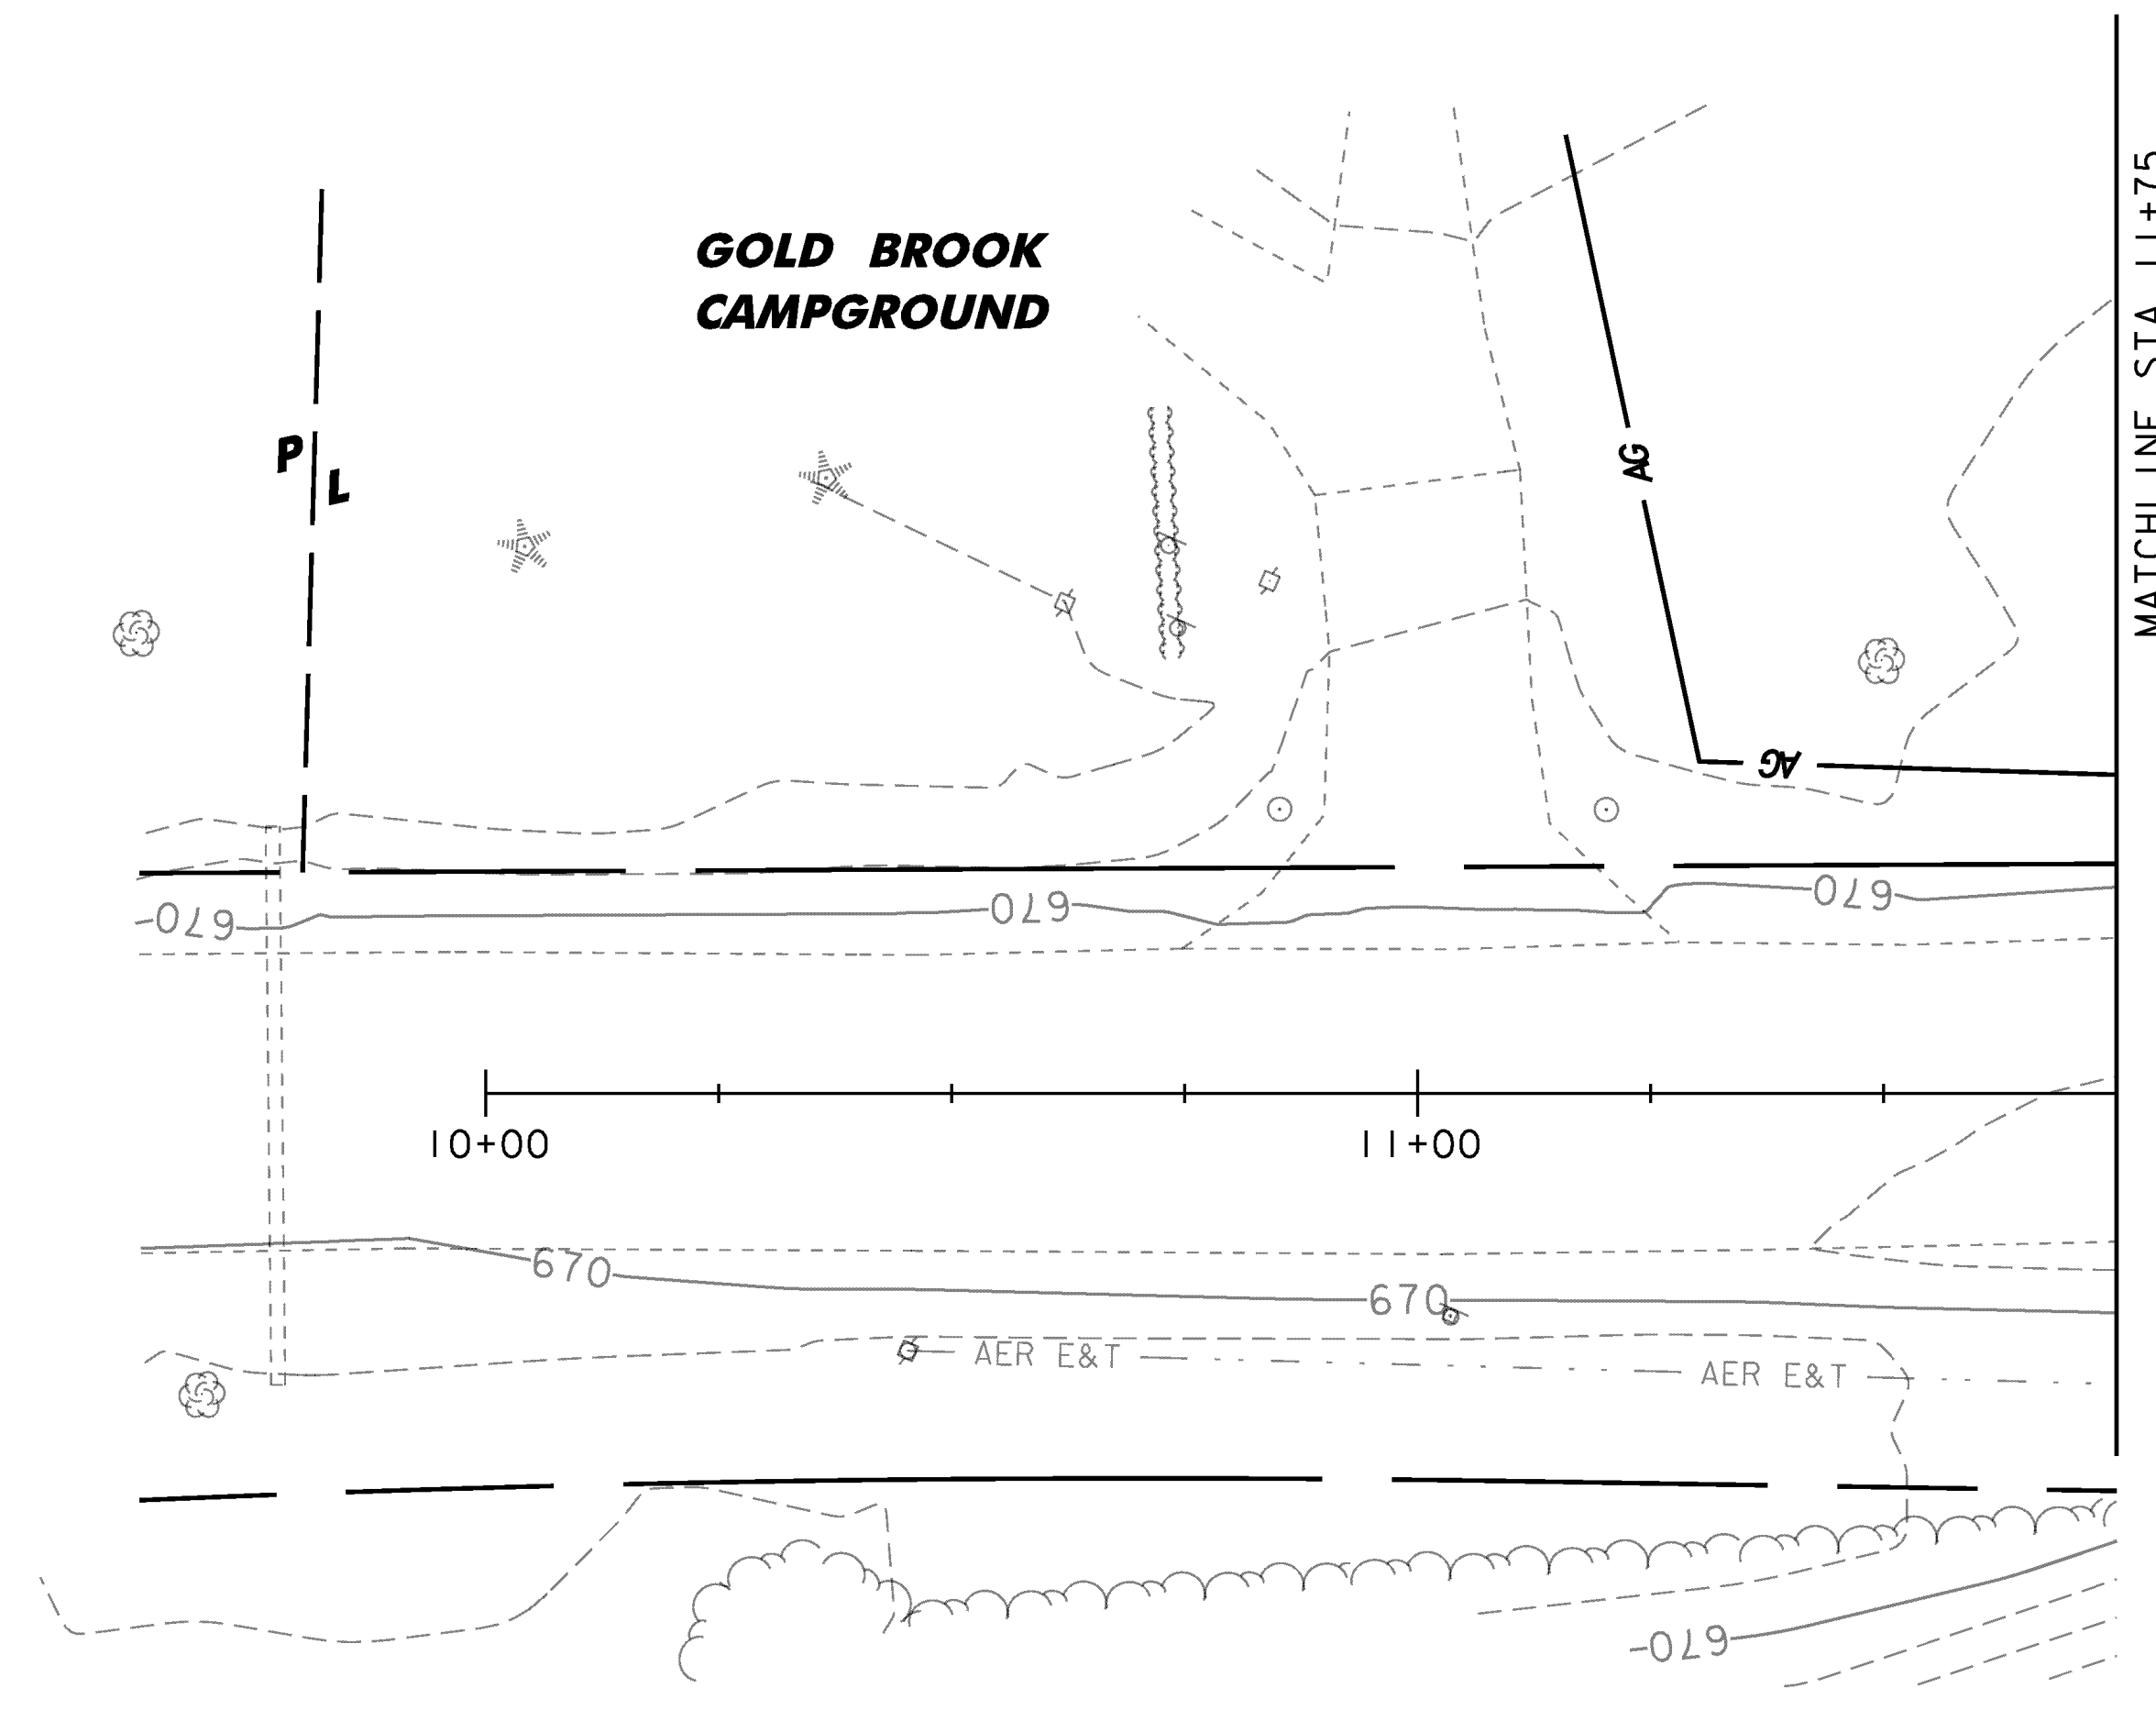 GOLD BROOK
CAMPGROUND
MATCHLINE STA 11+75
P
L
AG
AG
670
670
670
10+00
11+00
670
670
AER E&T
AER E&T
670